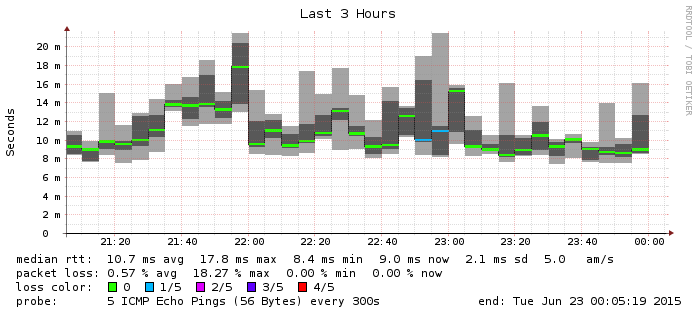 Last 3 Hours
RRDTOOL / TOBI OETIKER
Seconds
20 m
18 m
16 m
14 m
12 m
10 m
8 m
6 m
4 m
2 m
0
21:20 21:40 22:00 22:20 22:40 23:00 23:20 23:40 00:00
median rtt: 10.7 ms avg 17.8 ms max 8.4 ms min 9.0 ms now 2.1 ms sd 5.0 am/s
packet loss: 0.57 % avg 18.27 % max 0.00 % min 0.00 % now
loss color: 0 1/5 2/5 3/5 4/5
probe: 5 ICMP Echo Pings (56 Bytes) every 300s end: Tue Jun 23 00:05:19 2015